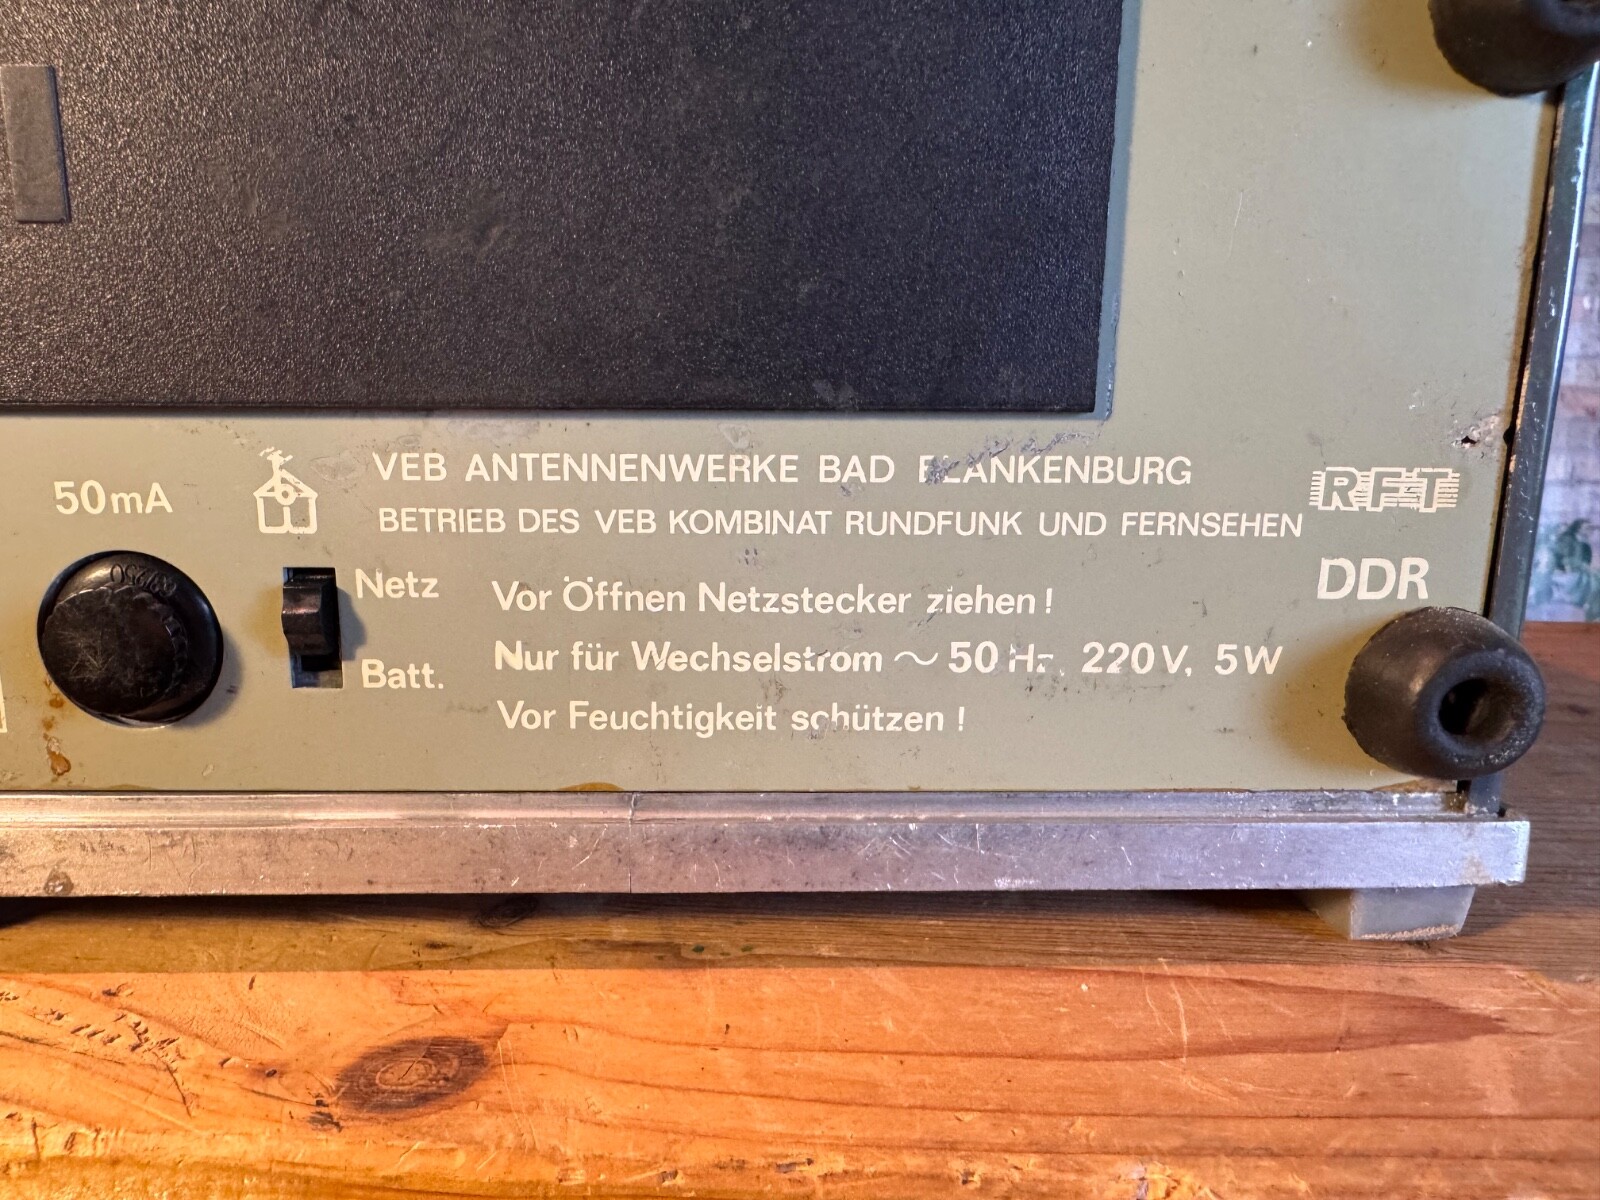 50mA
VEB ANTENNENWERKE BAD BLANKENBURG
BETRIEB DES VEB KOMBINAT RUNDFUNK UND FERNSEHEN
RFT
DDR
Netz
Batt.
Vor Öffnen Netzstecker ziehen!
Nur für Wechselstrom ~ 50 Hz, 220V, 5W
Vor Feuchtigkeit schützen!